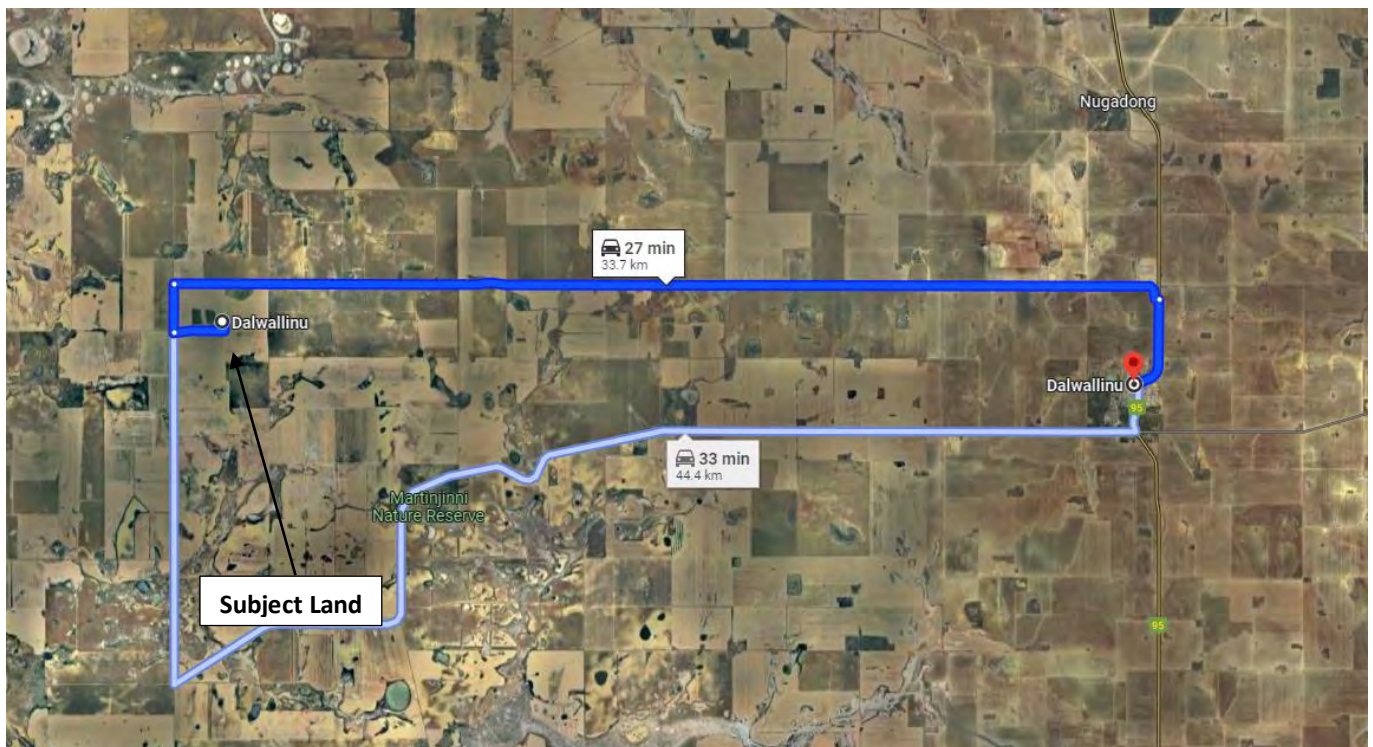 Nugadong
27 min
33.7 km
Dalwallinu
Dalwallinu
95
33 min
44.4 km
Martinjinni
Nature Reserve
Subject Land
95